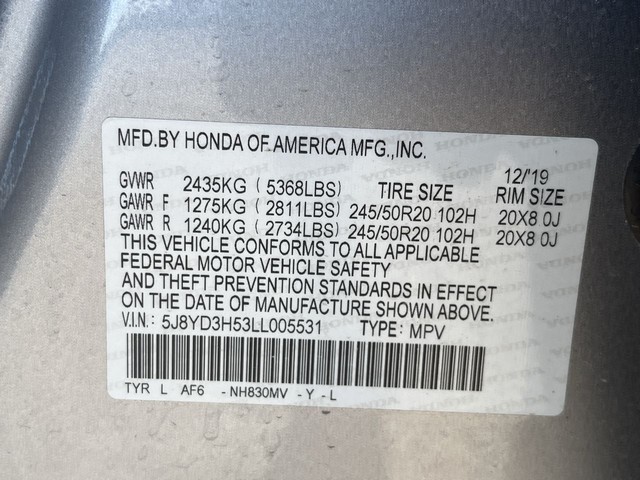 MFD.BY HONDA OF AMERICA MFG.,INC.
12/'19
GVWR 2435KG ( 5368LBS) TIRE SIZE RIM SIZE
GAWR F 1275KG ( 2811LBS) 245/50R20 102H 20X8 0J
GAWR R 1240KG ( 2734LBS) 245/50R20 102H 20X8 0J
THIS VEHICLE CONFORMS TO ALL APPLICABLE
FEDERAL MOTOR VEHICLE SAFETY
AND THEFT PREVENTION STANDARDS IN EFFECT
ON THE DATE OF MANUFACTURE SHOWN ABOVE.
V.I.N.: 5J8YD3H53LL005531 TYPE: MPV
TYR L AF6 -NH830MV -Y -L